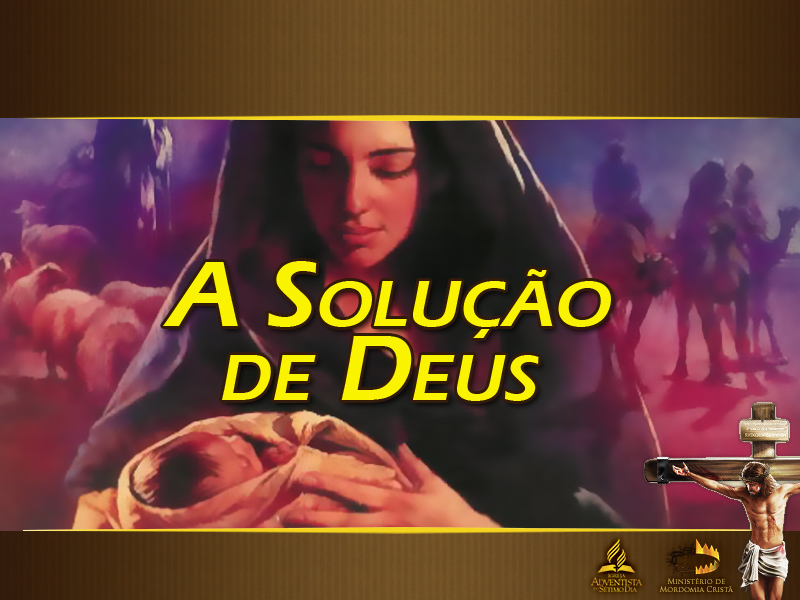 A SOLUÇÃO
DE DEUS
IGREJA
ADVENTISTA
DO SÉTIMO DIA
MINISTÉRIO DE
MORDOMIA CRISTÃ